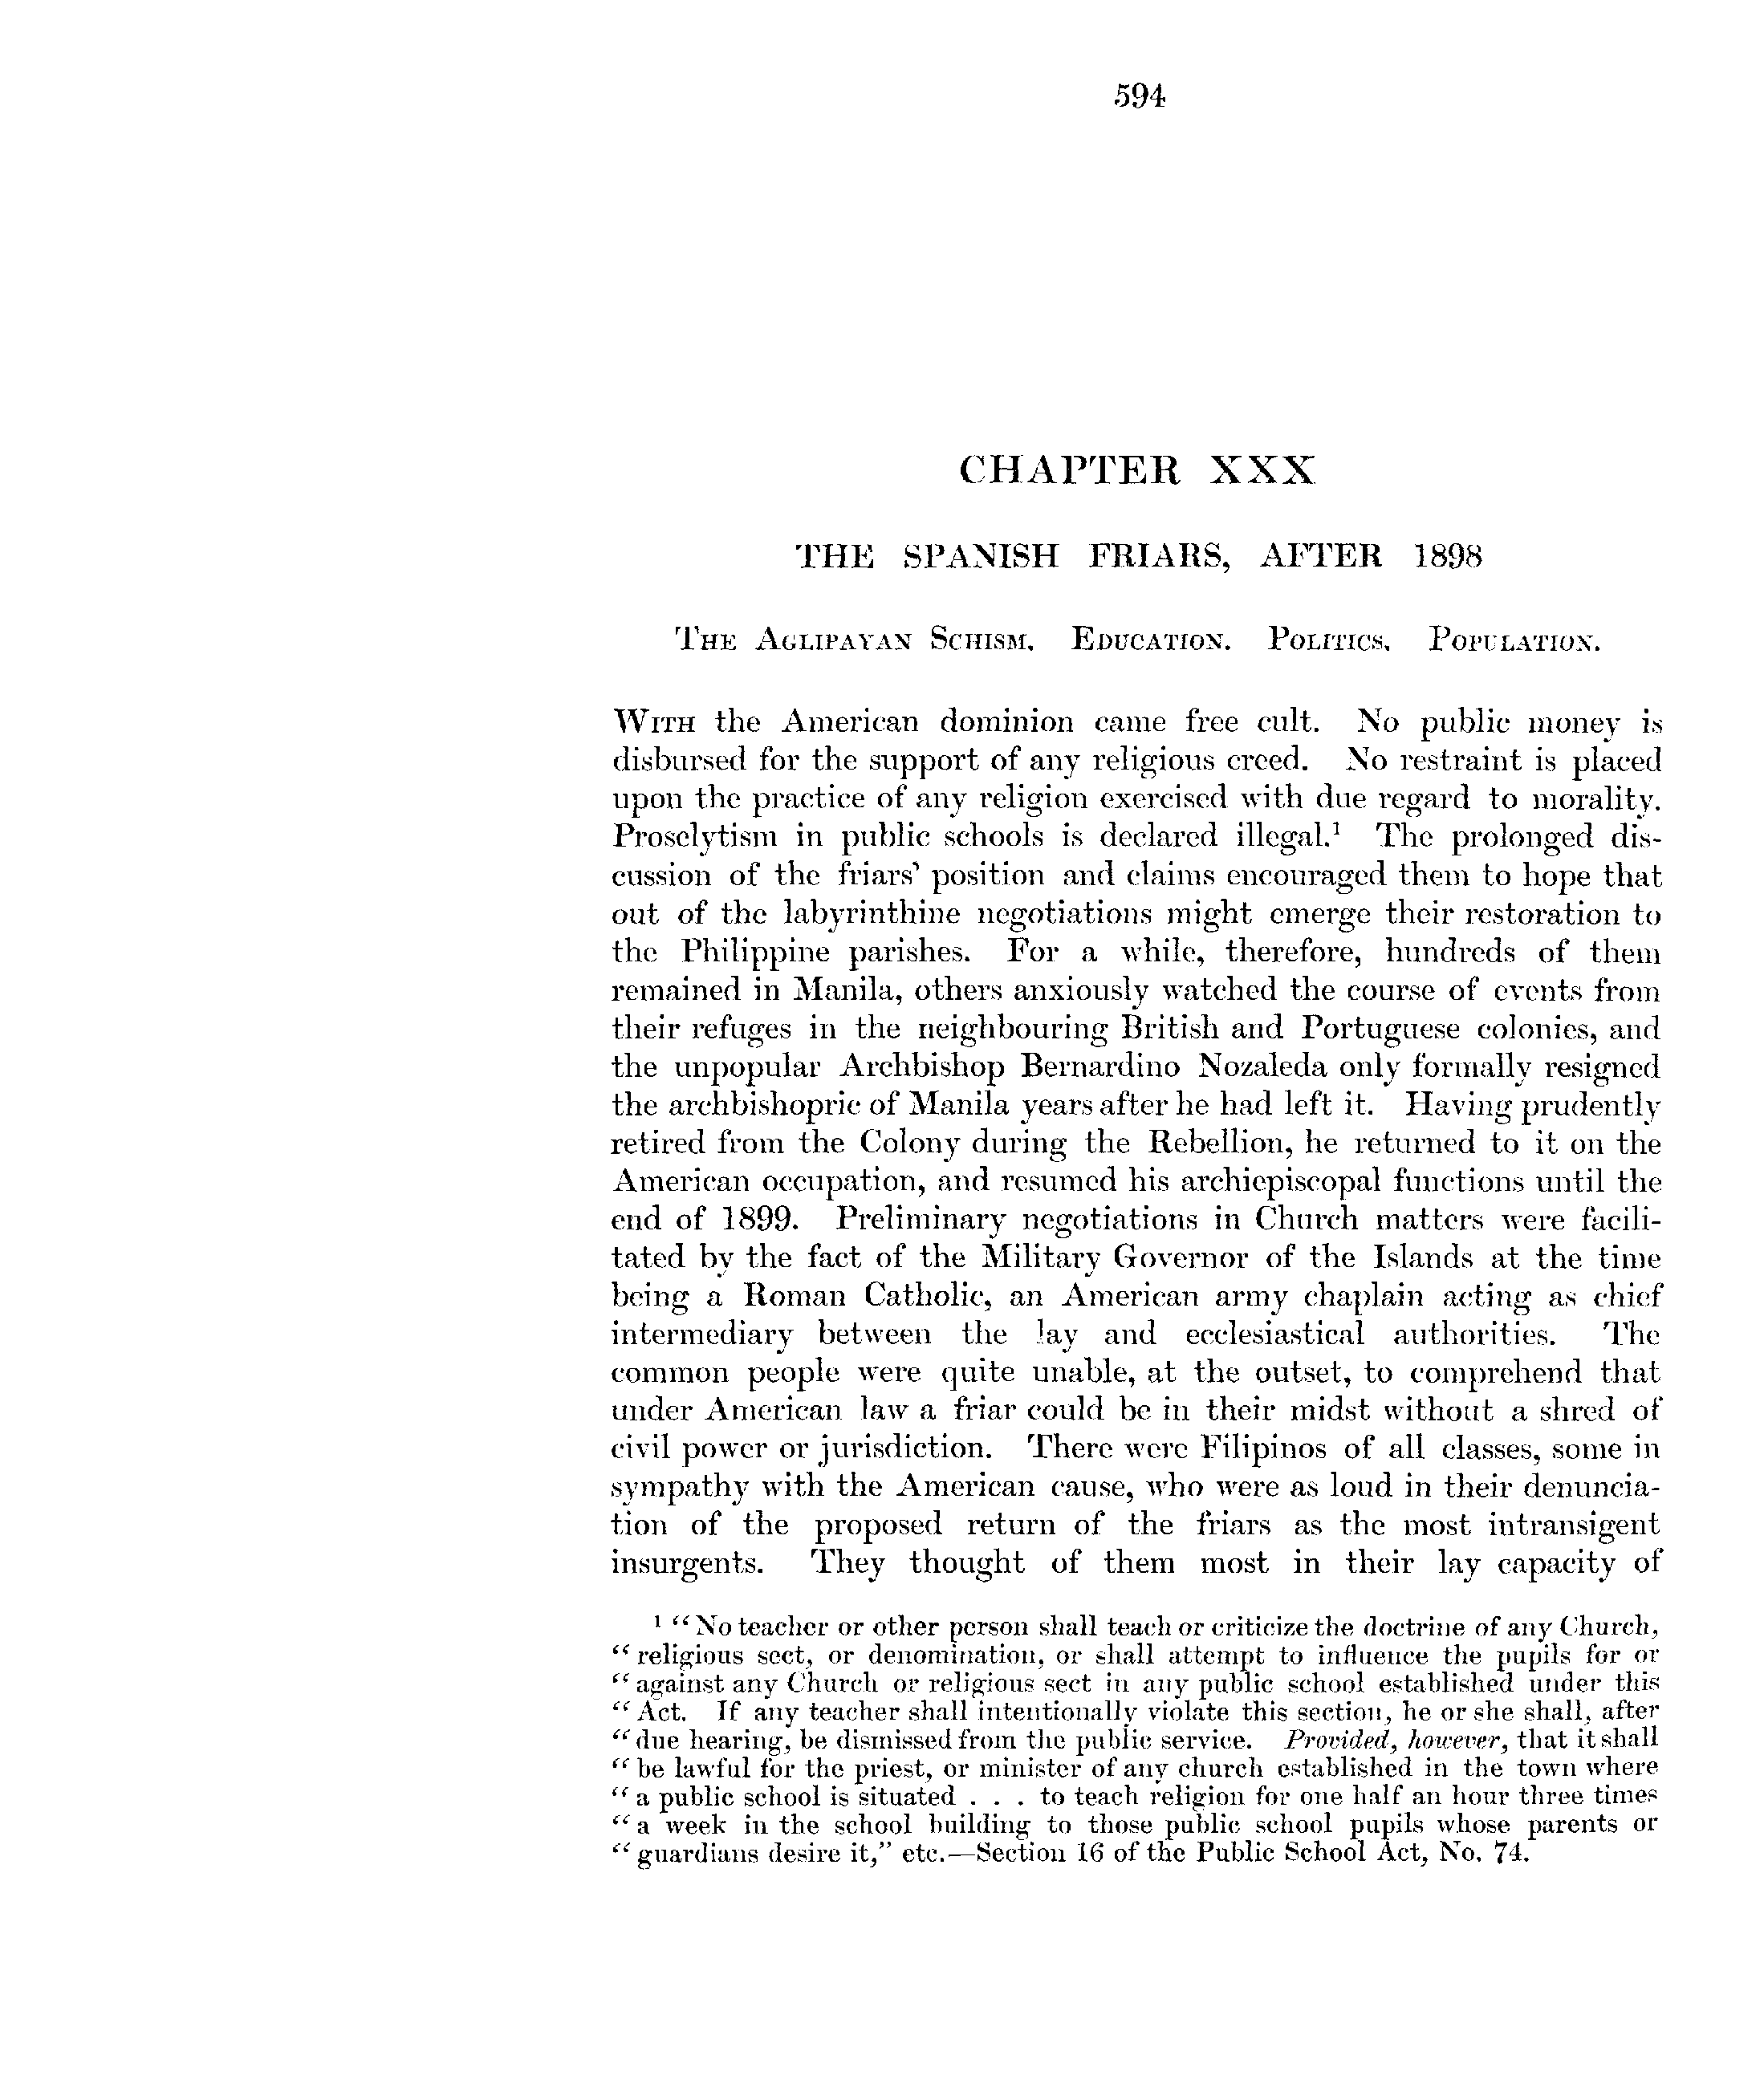 594
CHAPTER XXX
THE SPANISH FRIARS, AFTER 1898
THE AGLIPAYAN SCHISM. EDUCATION. POLITICS. POPULATION.
WITH the American dominion came free cult. No public money is
disbursed for the support of any religious creed. No restraint is placed
upon the practice of any religion exercised with due regard to morality.
Proselytism in public schools is declared illegal.¹ The prolonged dis-
cussion of the friars' position and claims encouraged them to hope that
out of the labyrinthine negotiations might emerge their restoration to
the Philippine parishes. For a while, therefore, hundreds of them
remained in Manila, others anxiously watched the course of events from
their refuges in the neighbouring British and Portuguese colonies, and
the unpopular Archbishop Bernardino Nozaleda only formally resigned
the archbishopric of Manila years after he had left it. Having prudently
retired from the Colony during the Rebellion, he returned to it on the
American occupation, and resumed his archiepiscopal functions until the
end of 1899. Preliminary negotiations in Church matters were facili-
tated by the fact of the Military Governor of the Islands at the time
being a Roman Catholic, an American army chaplain acting as chief
intermediary between the lay and ecclesiastical authorities. The
common people were quite unable, at the outset, to comprehend that
under American law a friar could be in their midst without a shred of
civil power or jurisdiction. There were Filipinos of all classes, some in
sympathy with the American cause, who were as loud in their denuncia-
tion of the proposed return of the friars as the most intransigent
insurgents. They thought of them most in their lay capacity of
¹ "No teacher or other person shall teach or criticize the doctrine of any Church,
"religious sect, or denomination, or shall attempt to influence the pupils for or
"against any Church or religious sect in any public school established under this
"Act. If any teacher shall intentionally violate this section, he or she shall, after
"due hearing, be dismissed from the public service. Provided, however, that it shall
"be lawful for the priest, or minister of any church established in the town where
"a public school is situated . . . to teach religion for one half an hour three times
"a week in the school building to those public school pupils whose parents or
"guardians desire it," etc.—Section 16 of the Public School Act, No. 74.